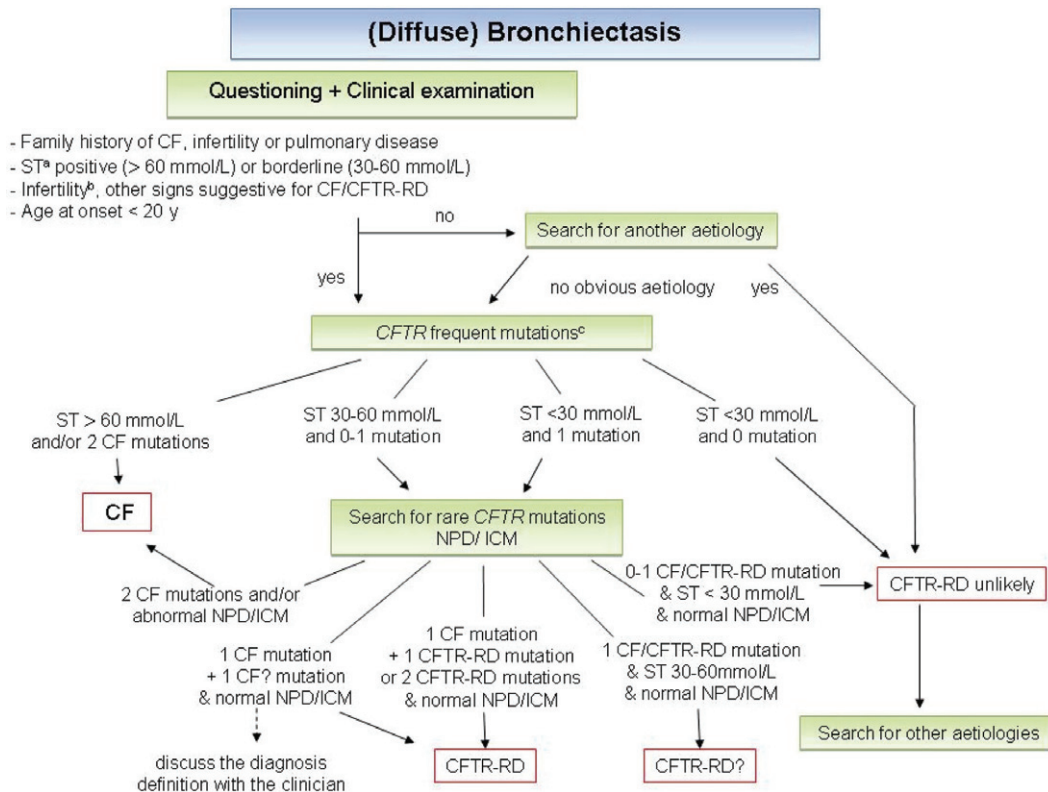 (Diffuse) Bronchiectasis
Questioning + Clinical examination
- Family history of CF, infertility or pulmonary disease
- STᵃ positive (> 60 mmol/L) or borderline (30-60 mmol/L)
- Infertilityᵇ, other signs suggestive for CF/CFTR-RD
- Age at onset < 20 y
no
Search for another aetiology
yes
no obvious aetiology
yes
CFTR frequent mutationsᶜ
ST > 60 mmol/L
and/or 2 CF mutations
ST 30-60 mmol/L
and 0-1 mutation
ST <30 mmol/L
and 1 mutation
ST <30 mmol/L
and 0 mutation
CF
Search for rare CFTR mutations
NPD/ ICM
2 CF mutations and/or
abnormal NPD/ICM
0-1 CF/CFTR-RD mutation
& ST < 30 mmol/L
& normal NPD/ICM
CFTR-RD unlikely
1 CF mutation
+ 1 CF? mutation
& normal NPD/ICM
1 CF mutation
+ 1 CFTR-RD mutation
or 2 CFTR-RD mutations
& normal NPD/ICM
1 CF/CFTR-RD mutation
& ST 30-60mmol/L
& normal NPD/ICM
Search for other aetiologies
discuss the diagnosis
definition with the clinician
CFTR-RD
CFTR-RD?